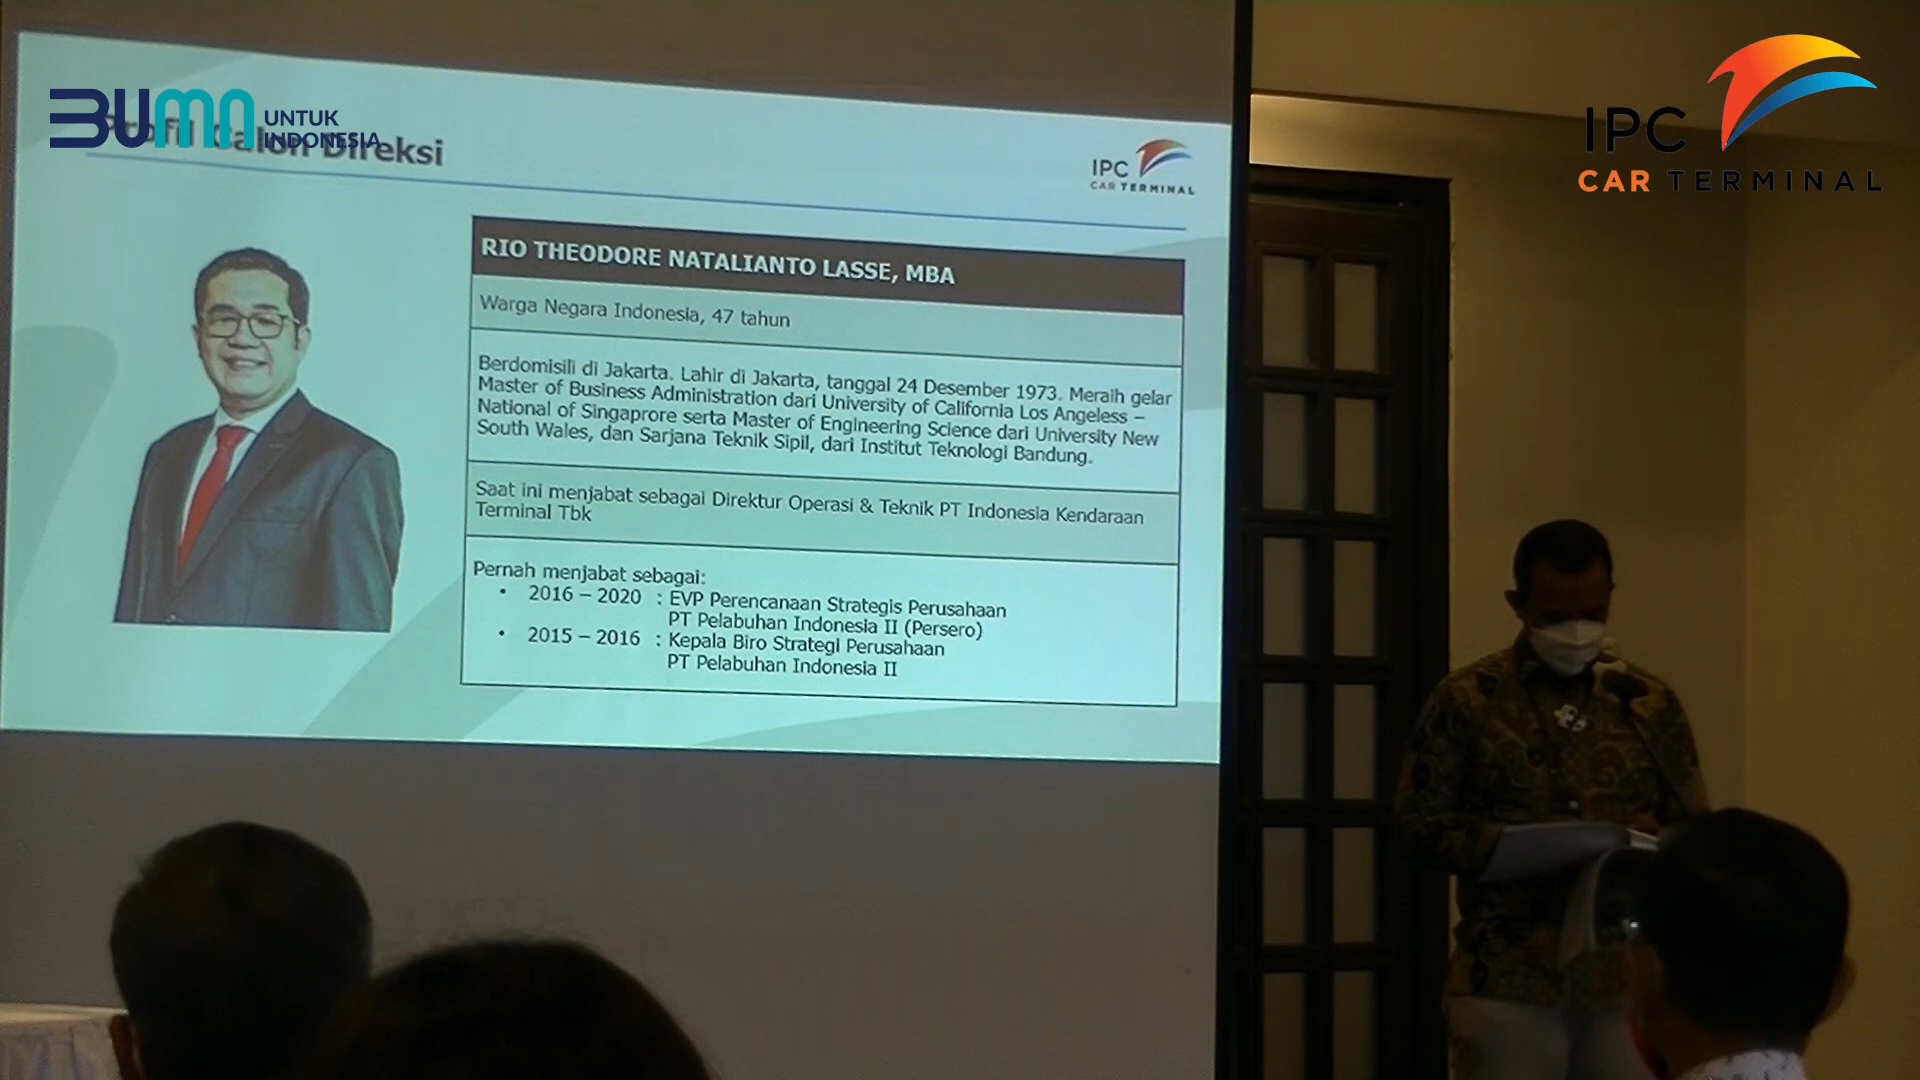 BUMN UNTUK
INDONESIA
Profil Calon Direksi
IPC
CAR TERMINAL
IPC
CAR TERMINAL
RIO THEODORE NATALIANTO LASSE, MBA
Warga Negara Indonesia, 47 tahun
Berdomisili di Jakarta. Lahir di Jakarta, tanggal 24 Desember 1973. Meraih gelar
Master of Business Administration dari University of California Los Angeless –
National of Singaprore serta Master of Engineering Science dari University New
South Wales, dan Sarjana Teknik Sipil, dari Institut Teknologi Bandung.
Saat ini menjabat sebagai Direktur Operasi & Teknik PT Indonesia Kendaraan
Terminal Tbk
Pernah menjabat sebagai:
• 2016 – 2020 : EVP Perencanaan Strategis Perusahaan
PT Pelabuhan Indonesia II (Persero)
• 2015 – 2016 : Kepala Biro Strategi Perusahaan
PT Pelabuhan Indonesia II